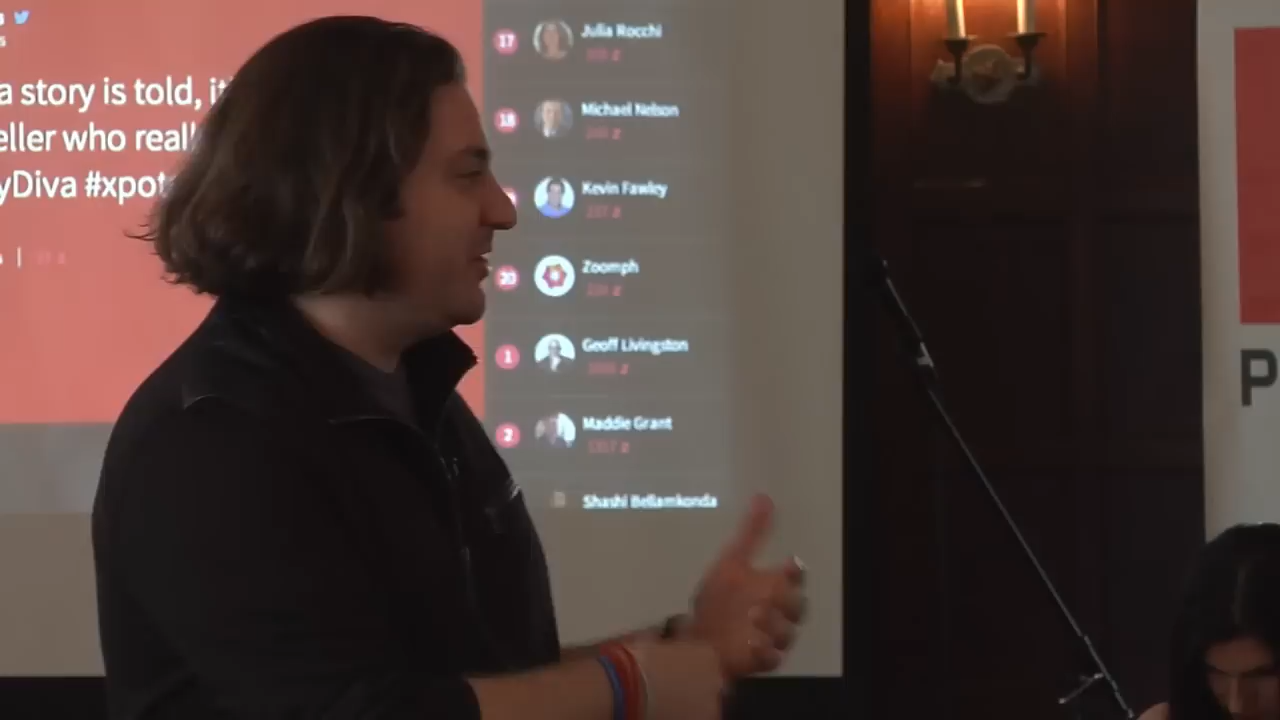 a story is told, it
eller who reall
yDiva #xpot
17
Julia Rocchi
18
Michael Nelson
Kevin Fawley
20
Zoomph
1
Geoff Livingston
2
Maddie Grant
Shashi Bellamkonda
P